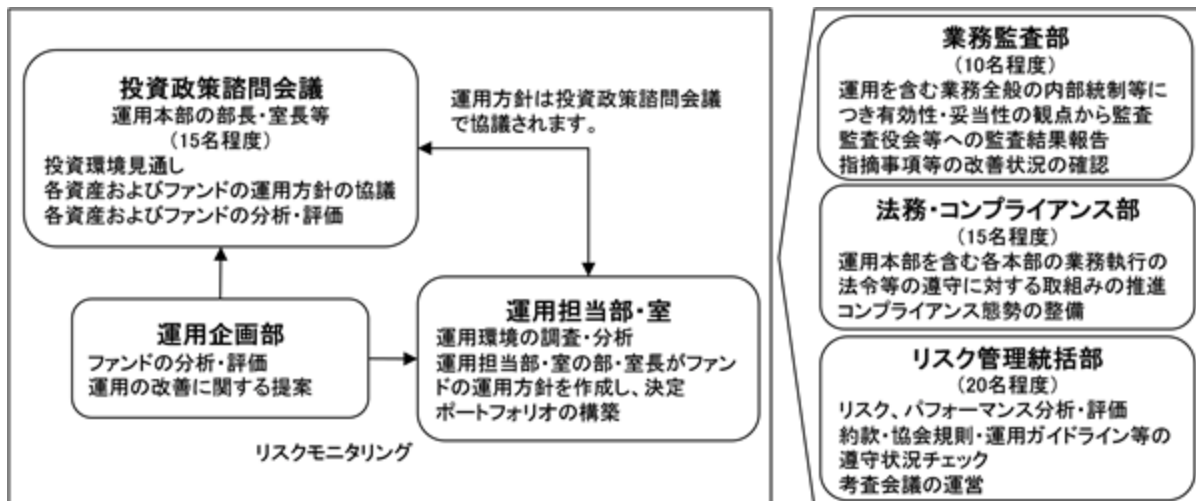 投資政策諮問会議
運用本部の部長・室長等
(15名程度)
投資環境見通し
各資産およびファンドの運用方針の協議
各資産およびファンドの分析・評価
運用方針は投資政策諮問会議
で協議されます。
運用企画部
ファンドの分析・評価
運用の改善に関する提案
運用担当部・室
運用環境の調査・分析
運用担当部・室の部・室長がファン
ドの運用方針を作成し、決定
ポートフォリオの構築
リスクモニタリング
業務監査部
(10名程度)
運用を含む業務全般の内部統制等に
つき有効性・妥当性の観点から監査
監査役会等への監査結果報告
指摘事項等の改善状況の確認
法務・コンプライアンス部
(15名程度)
運用本部を含む各本部の業務執行の
法令等の遵守に対する取組みの推進
コンプライアンス態勢の整備
リスク管理統括部
(20名程度)
リスク、パフォーマンス分析・評価
約款・協会規則・運用ガイドライン等の
遵守状況チェック
考査会議の運営